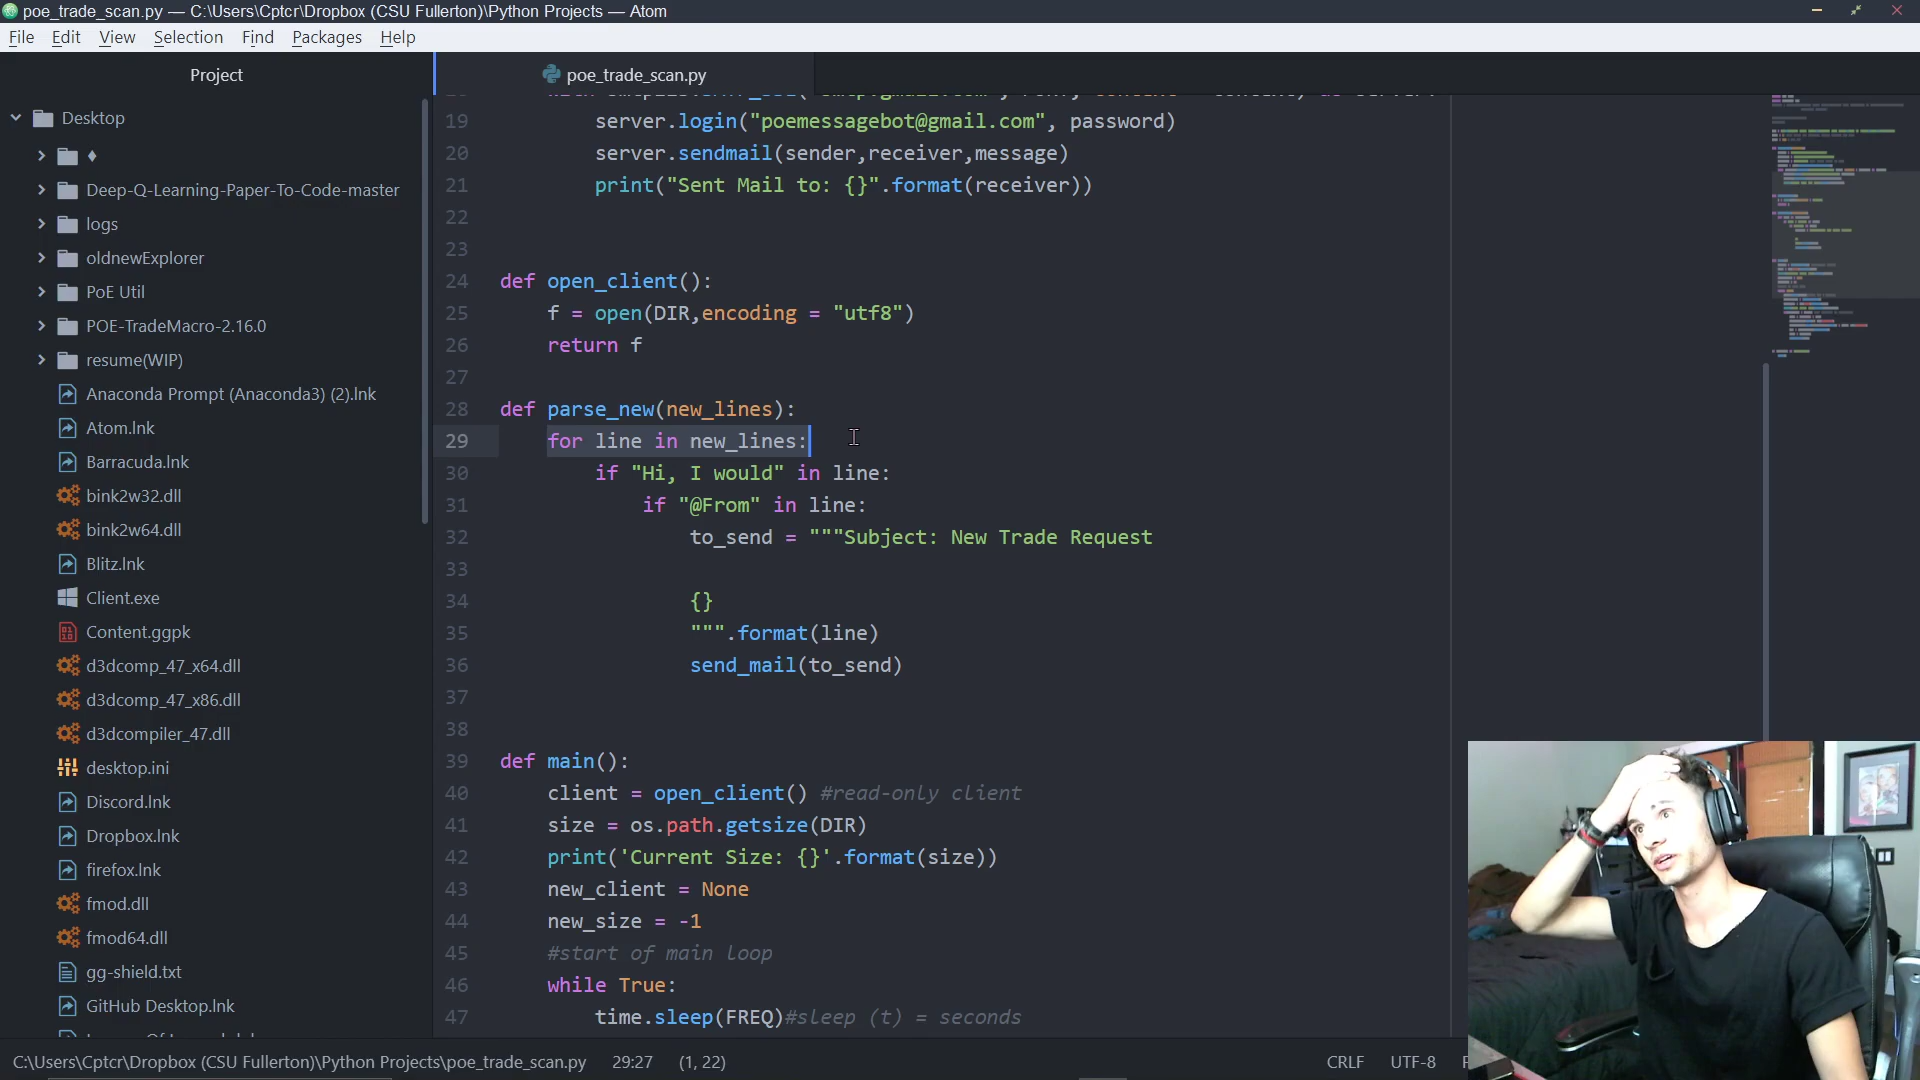 poe_trade_scan.py — C:\Users\Cptcr\Dropbox (CSU Fullerton)\Python Projects — Atom
File Edit View Selection Find Packages Help
Project
poe_trade_scan.py
Desktop
Deep-Q-Learning-Paper-To-Code-master
logs
oldnewExplorer
PoE Util
POE-TradeMacro-2.16.0
resume(WIP)
Anaconda Prompt (Anaconda3) (2).lnk
Atom.lnk
Barracuda.lnk
bink2w32.dll
bink2w64.dll
Blitz.lnk
Client.exe
Content.ggpk
d3dcomp_47_x64.dll
d3dcomp_47_x86.dll
d3dcompiler_47.dll
desktop.ini
Discord.lnk
Dropbox.lnk
firefox.lnk
fmod.dll
fmod64.dll
gg-shield.txt
GitHub Desktop.lnk
19 server.login("poemessagebot@gmail.com", password)
20 server.sendmail(sender,receiver,message)
21 print("Sent Mail to: {}".format(receiver))
22
23
24 def open_client():
25 f = open(DIR,encoding = "utf8")
26 return f
27
28 def parse_new(new_lines):
29 for line in new_lines:
30 if "Hi, I would" in line:
31 if "@From" in line:
32 to_send = """Subject: New Trade Request
33
34 {}
35 """.format(line)
36 send_mail(to_send)
37
38
39 def main():
40 client = open_client() #read-only client
41 size = os.path.getsize(DIR)
42 print('Current Size: {}'.format(size))
43 new_client = None
44 new_size = -1
45 #start of main loop
46 while True:
47 time.sleep(FREQ)#sleep (t) = seconds
C:\Users\Cptcr\Dropbox (CSU Fullerton)\Python Projects\poe_trade_scan.py 29:27 (1, 22) CRLF UTF-8